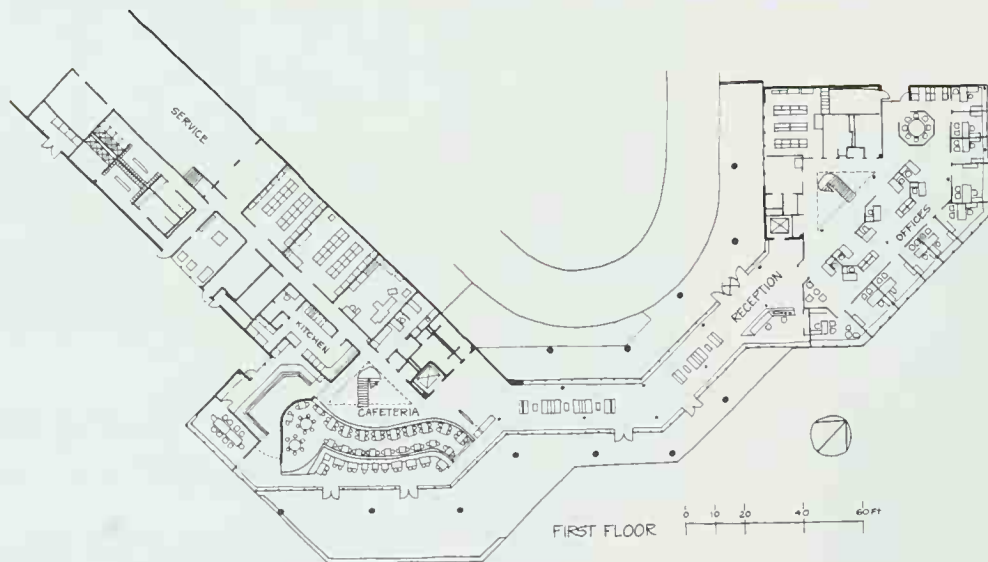 SERVICE
OFFICES
RECEPTION
KITCHEN
CAFETERIA
FIRST FLOOR
0 10 20 40 60 Ft